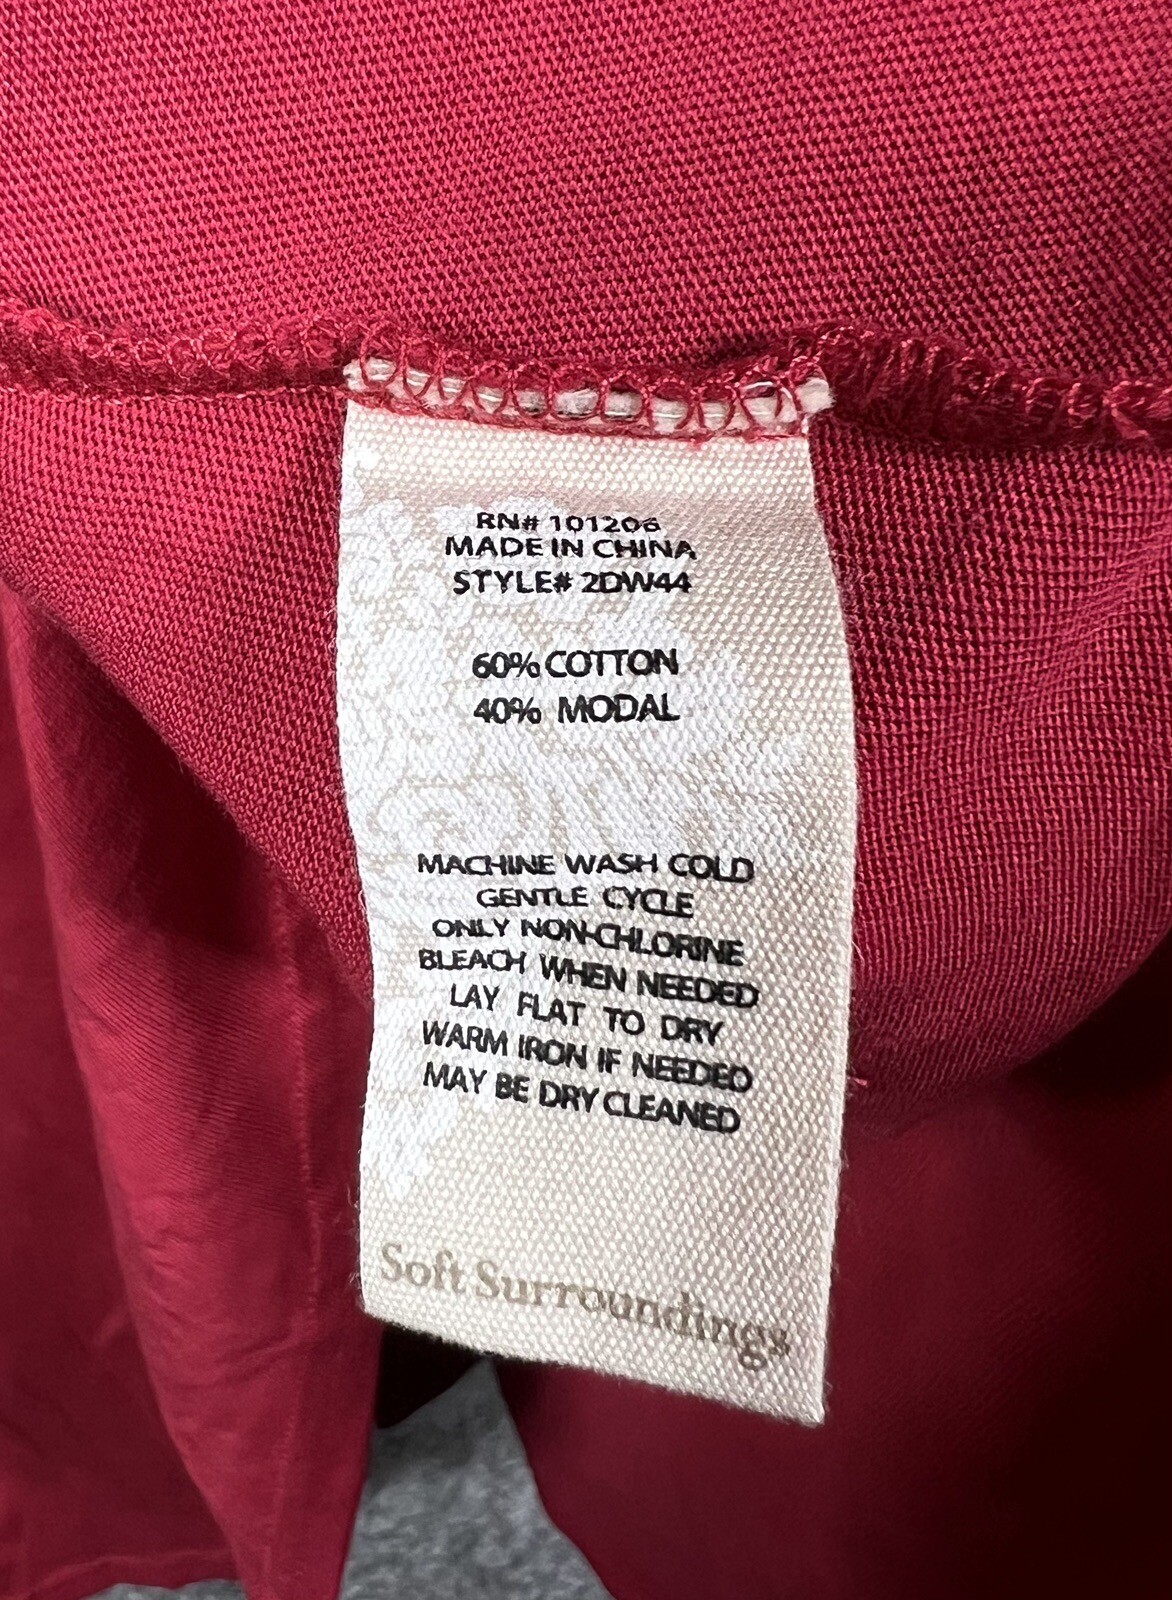 RN# 101206
MADE IN CHINA
STYLE# 2DW44
60% COTTON
40% MODAL
MACHINE WASH COLD
GENTLE CYCLE
ONLY NON-CHLORINE
BLEACH WHEN NEEDED
LAY FLAT TO DRY
WARM IRON IF NEEDED
MAY BE DRY CLEANED
Soft Surroundings